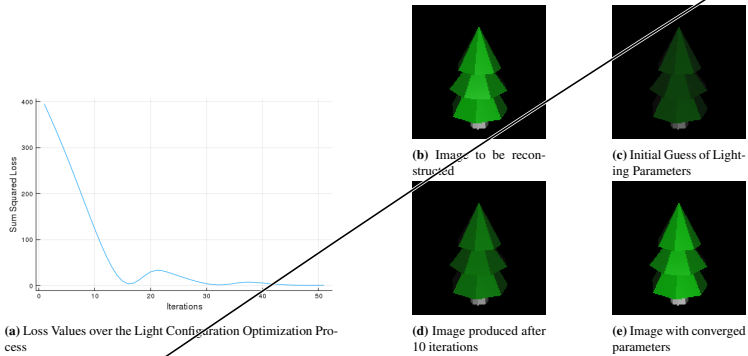 400
300
200
100
0
Sum Squared Loss
0 10 20 30 40 50
Iterations
(a) Loss Values over the Light Configuration Optimization Pro-
cess
(b) Image to be recon-
structed
(c) Initial Guess of Light-
ing Parameters
(d) Image produced after
10 iterations
(e) Image with converged
parameters